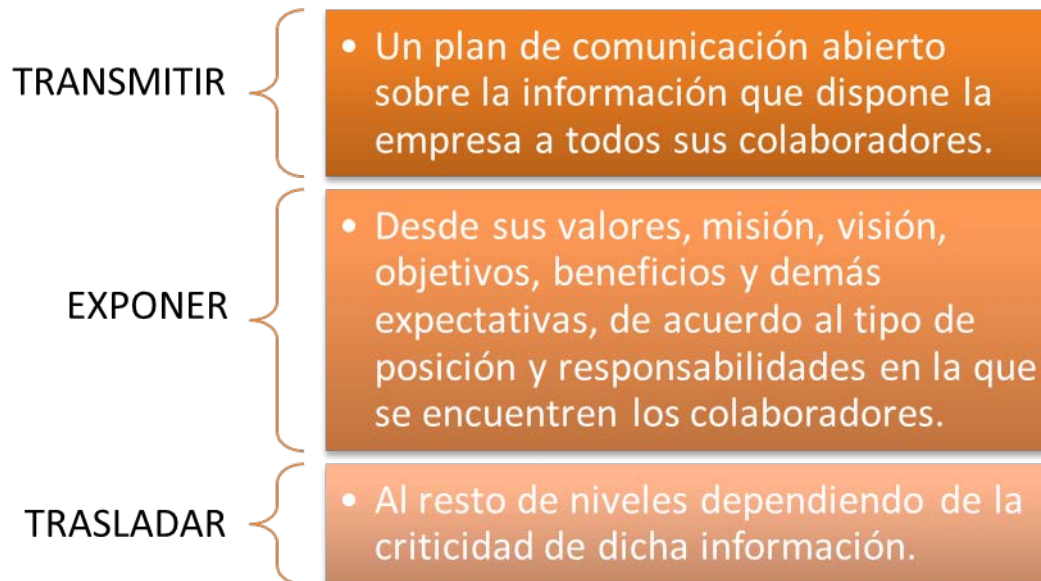 TRANSMITIR
• Un plan de comunicación abierto
sobre la información que dispone la
empresa a todos sus colaboradores.
EXPONER
• Desde sus valores, misión, visión,
objetivos, beneficios y demás
expectativas, de acuerdo al tipo de
posición y responsabilidades en la que
se encuentren los colaboradores.
TRASLADAR
• Al resto de niveles dependiendo de la
criticidad de dicha información.